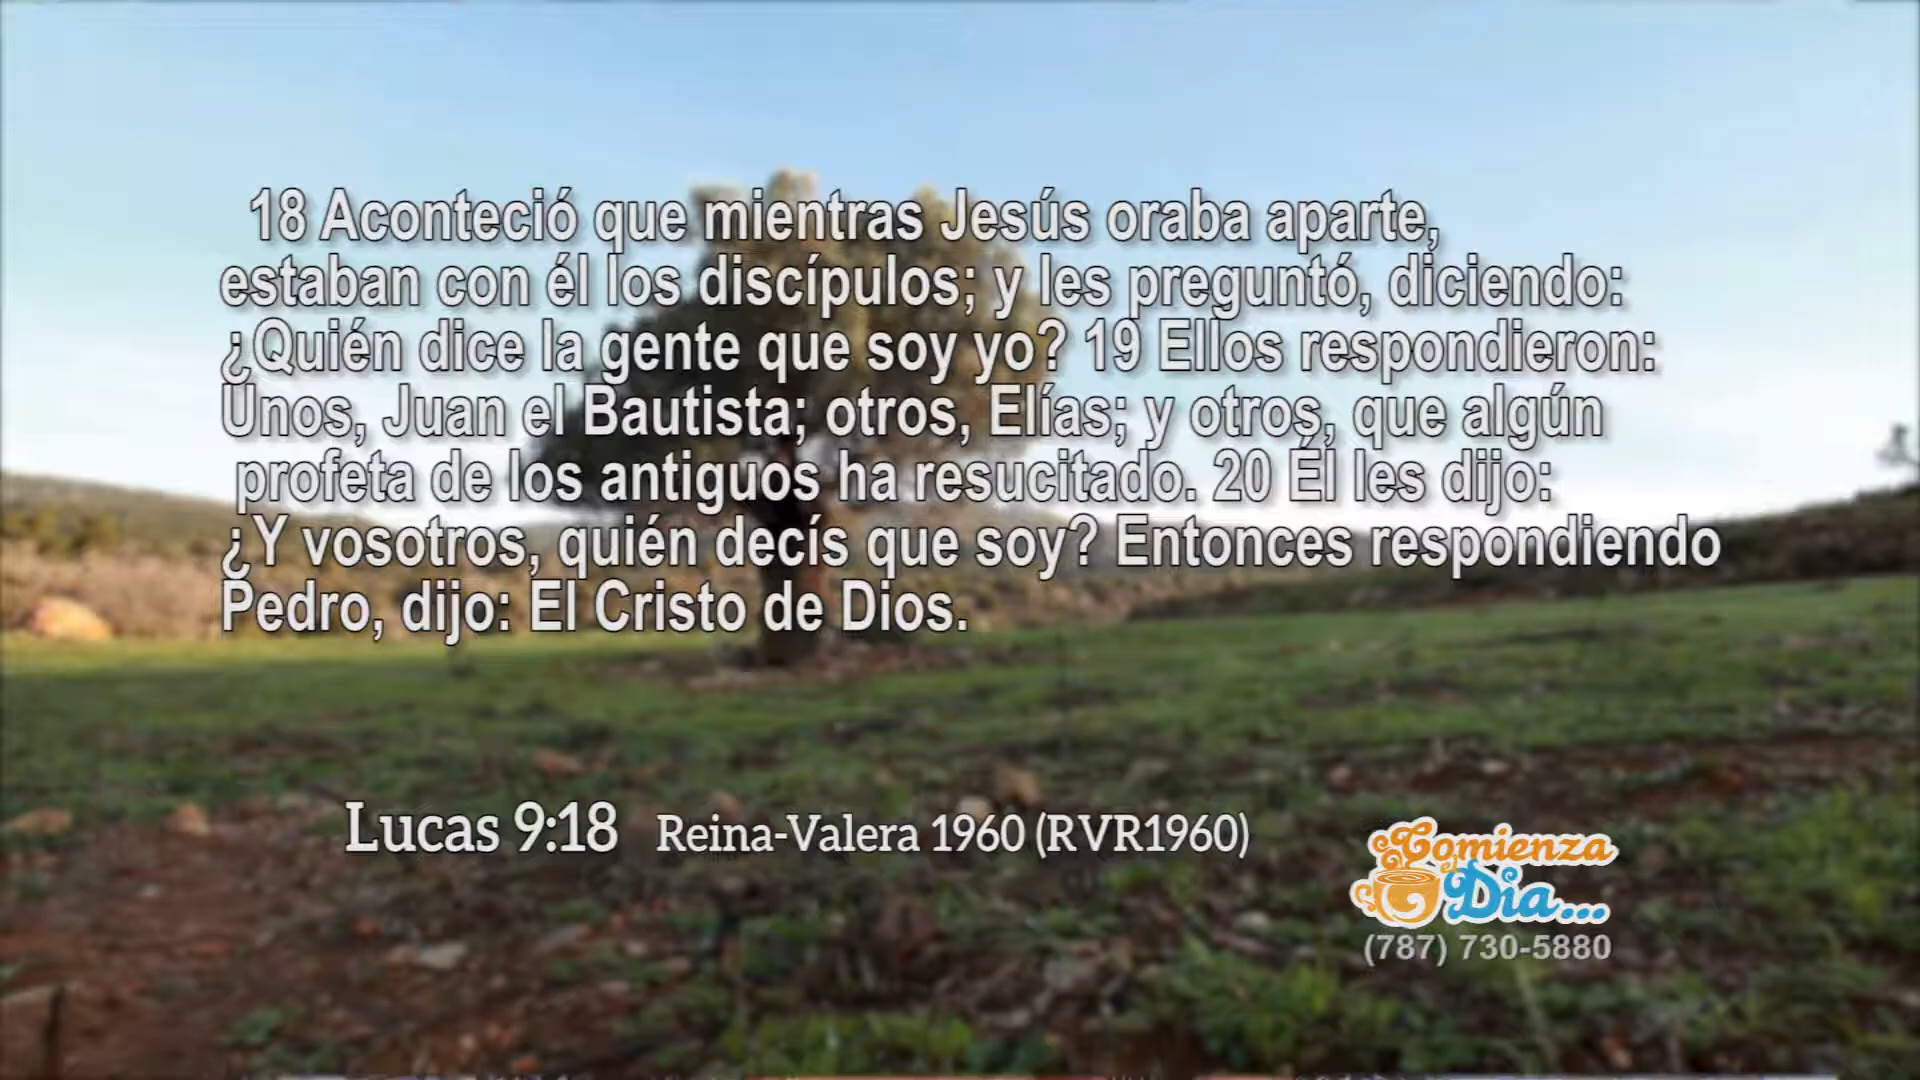 18 Aconteció que mientras Jesús oraba aparte,
estaban con él los discípulos; y les preguntó, diciendo:
¿Quién dice la gente que soy yo? 19 Ellos respondieron:
Unos, Juan el Bautista; otros, Elías; y otros, que algún
profeta de los antiguos ha resucitado. 20 Él les dijo:
¿Y vosotros, quién decís que soy? Entonces respondiendo
Pedro, dijo: El Cristo de Dios.
Lucas 9:18 Reina-Valera 1960 (RVR1960)
Comienza
Dia...
(787) 730-5880